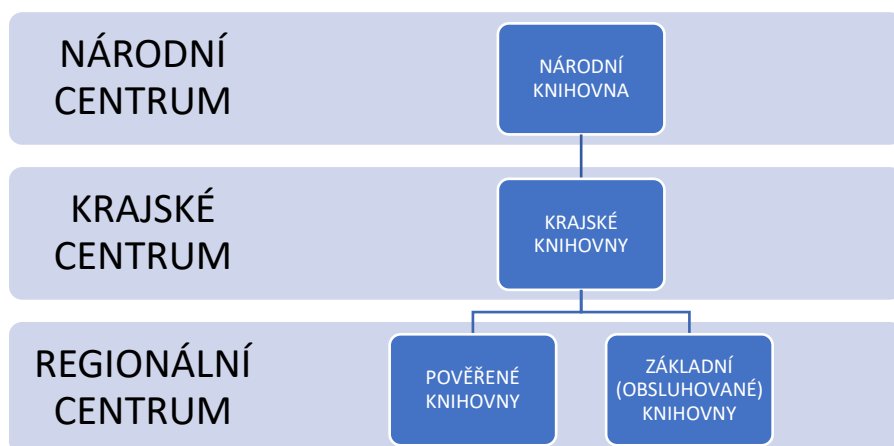 NÁRODNÍ
CENTRUM
NÁRODNÍ
KNIHOVNA
KRAJSKÉ
CENTRUM
KRAJSKÉ
KNIHOVNY
REGIONÁLNÍ
CENTRUM
POVĚŘENÉ
KNIHOVNY
ZÁKLADNÍ
(OBSLUHOVANÉ)
KNIHOVNY